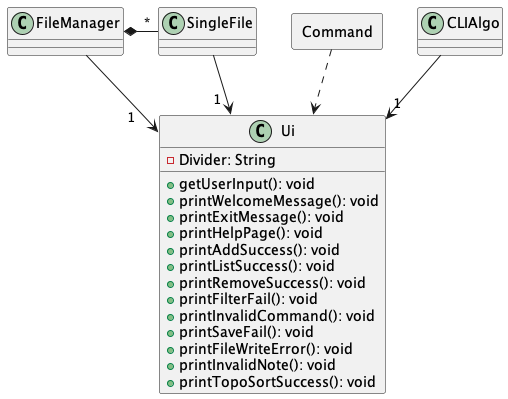 C FileManager
*
C SingleFile
Command
C CLIAlgo
1
1
1
C Ui
Divider: String
getUserInput(): void
printWelcomeMessage(): void
printExitMessage(): void
printHelpPage(): void
printAddSuccess(): void
printListSuccess(): void
printRemoveSuccess(): void
printFilterFail(): void
printInvalidCommand(): void
printSaveFail(): void
printFileWriteError(): void
printInvalidNote(): void
printTopoSortSuccess(): void